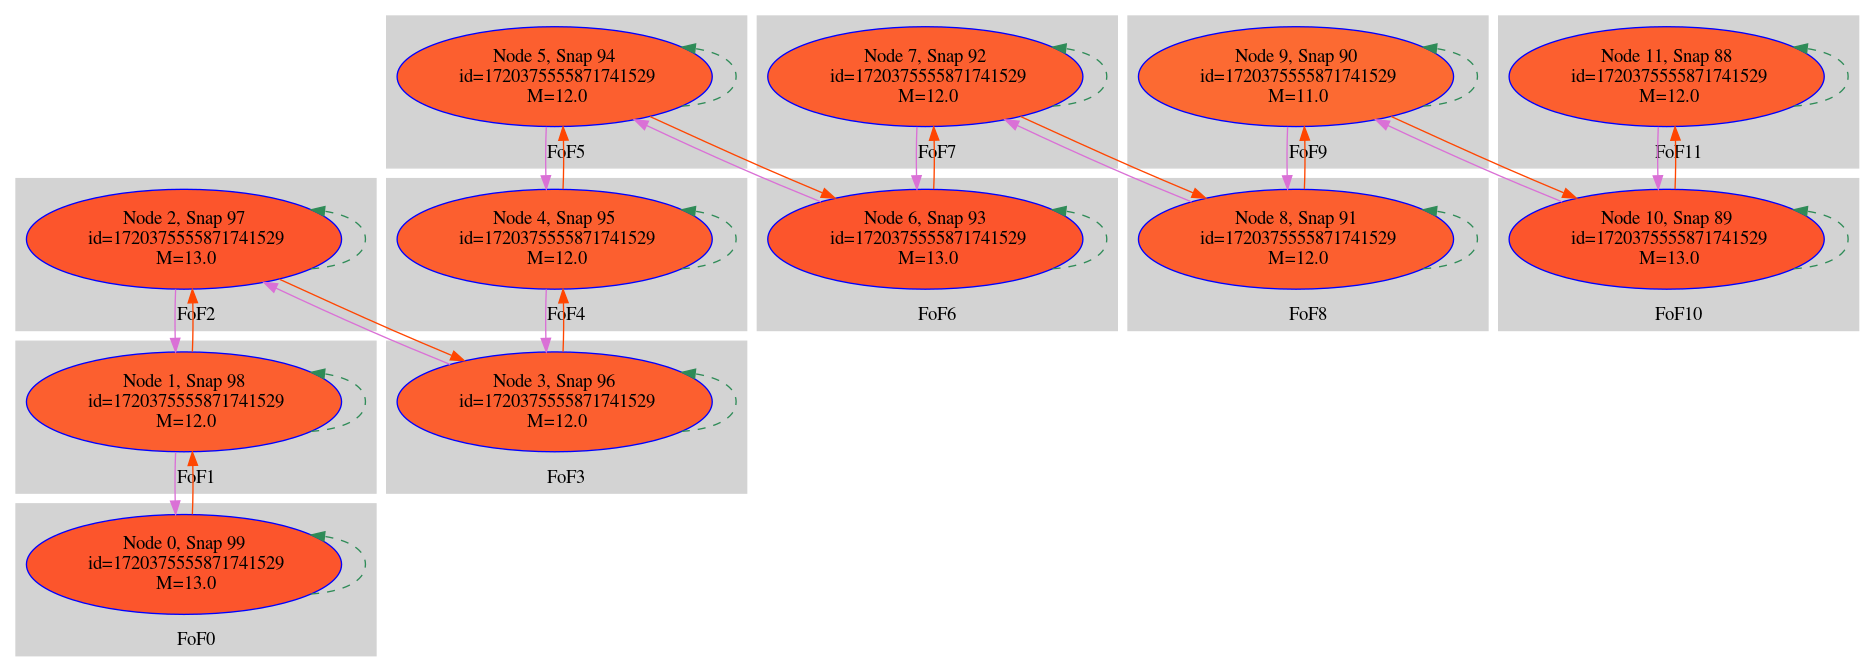 Node 5, Snap 94
id=1720375555871741529
M=12.0
FoF5
Node 7, Snap 92
id=1720375555871741529
M=12.0
FoF7
Node 9, Snap 90
id=1720375555871741529
M=11.0
FoF9
Node 11, Snap 88
id=1720375555871741529
M=12.0
FoF11
Node 2, Snap 97
id=1720375555871741529
M=13.0
FoF2
Node 4, Snap 95
id=1720375555871741529
M=12.0
FoF4
Node 6, Snap 93
id=1720375555871741529
M=13.0
FoF6
Node 8, Snap 91
id=1720375555871741529
M=12.0
FoF8
Node 10, Snap 89
id=1720375555871741529
M=13.0
FoF10
Node 1, Snap 98
id=1720375555871741529
M=12.0
FoF1
Node 3, Snap 96
id=1720375555871741529
M=12.0
FoF3
Node 0, Snap 99
id=1720375555871741529
M=13.0
FoF0